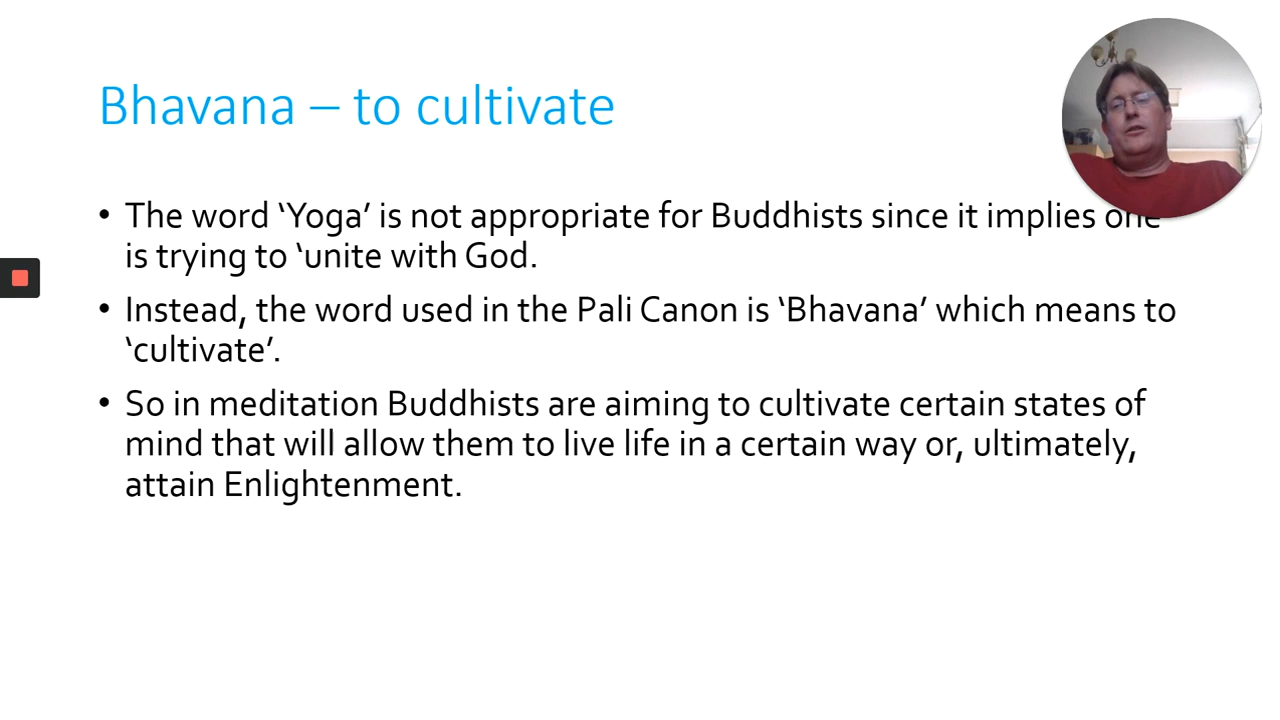 Bhavana – to cultivate
• The word ‘Yoga’ is not appropriate for Buddhists since it implies one
is trying to ‘unite with God.
• Instead, the word used in the Pali Canon is ‘Bhavana’ which means to
‘cultivate’.
• So in meditation Buddhists are aiming to cultivate certain states of
mind that will allow them to live life in a certain way or, ultimately,
attain Enlightenment.